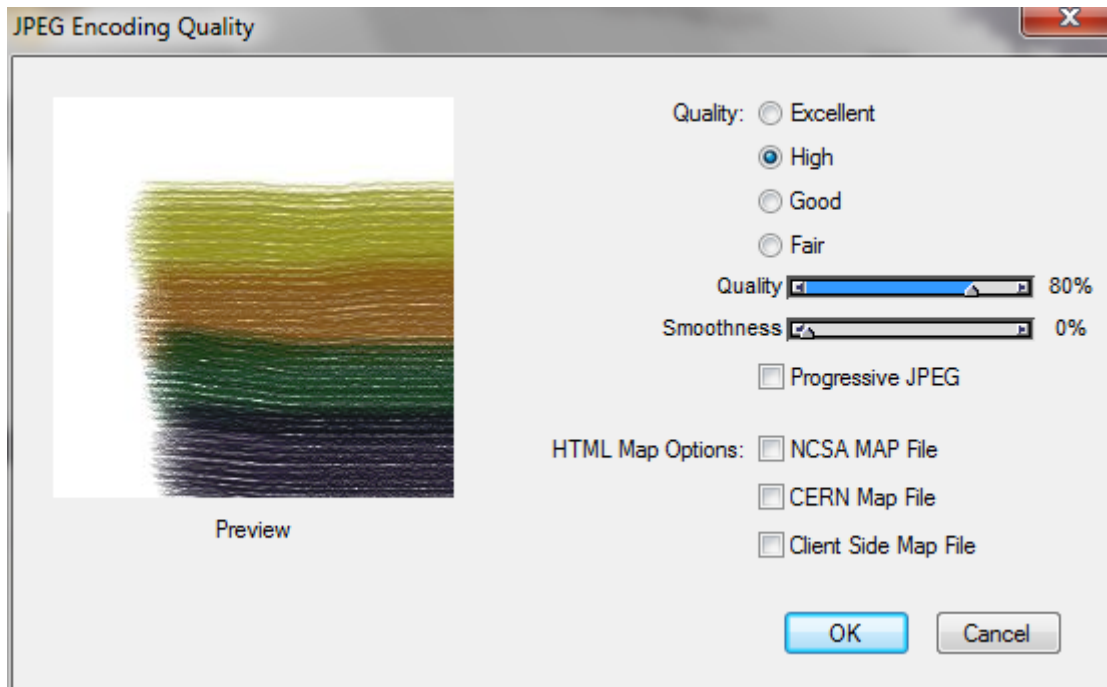 JPEG Encoding Quality
Quality: Excellent
High
Good
Fair
Quality 80%
Smoothness 0%
Progressive JPEG
HTML Map Options: NCSA MAP File
CERN Map File
Client Side Map File
Preview
OK Cancel